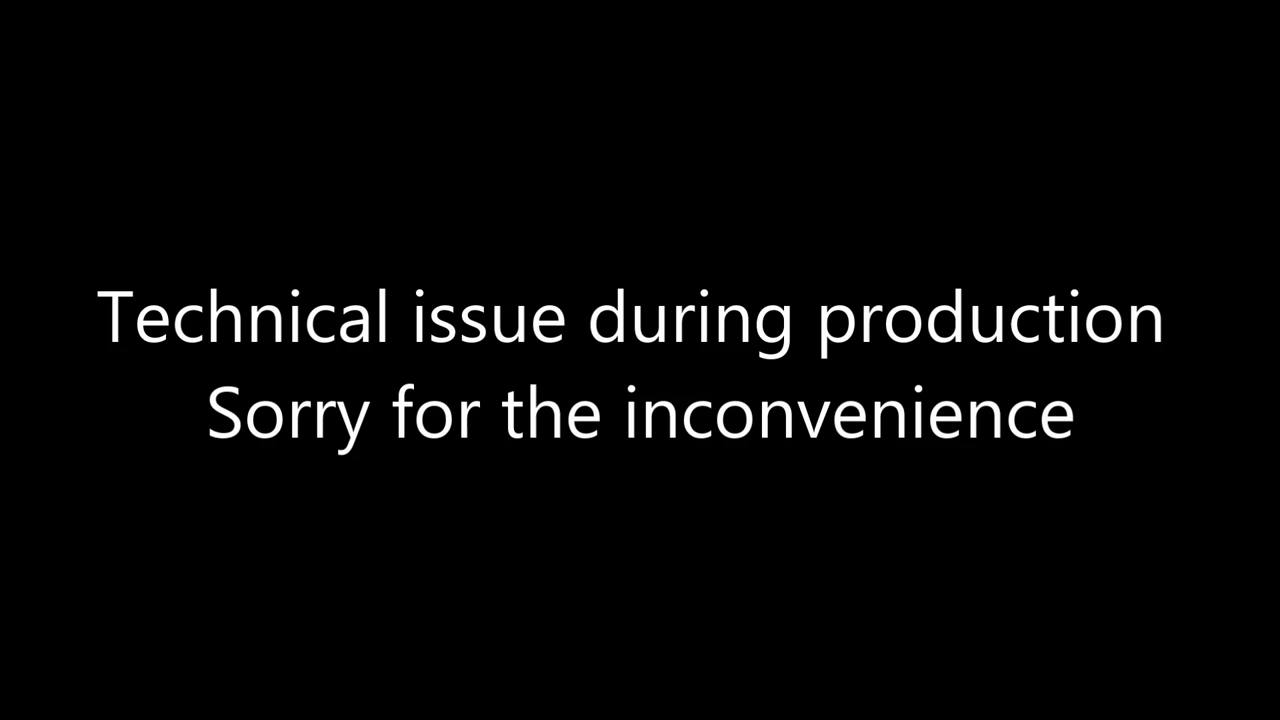 Technical issue during production
Sorry for the inconvenience